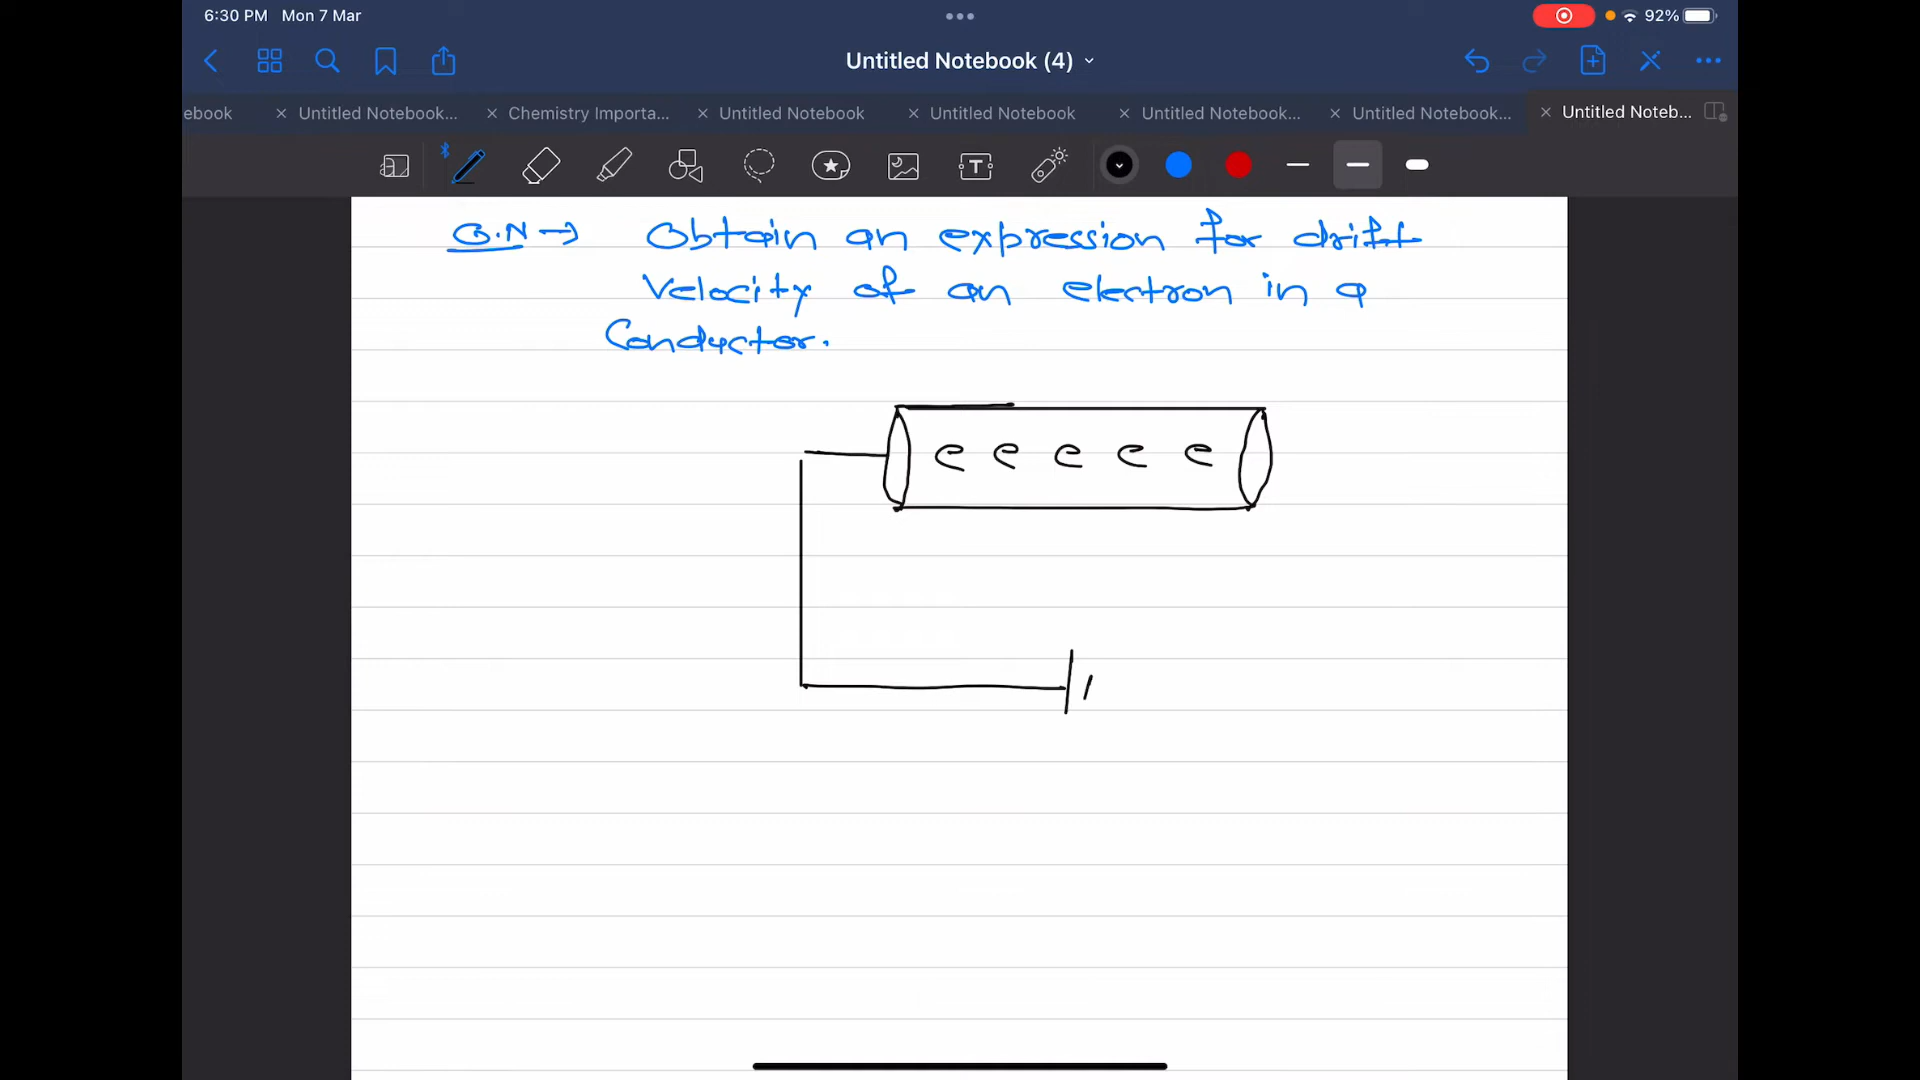 6:30 PM Mon 7 Mar
92%
Untitled Notebook (4)
ebook
Untitled Notebook...
Chemistry Importa...
Untitled Notebook
Untitled Notebook
Untitled Notebook...
Untitled Notebook...
Untitled Noteb...
Q.N → Obtain an expression for drift
Velocity of an electron in a
Conductor.
e e e e e